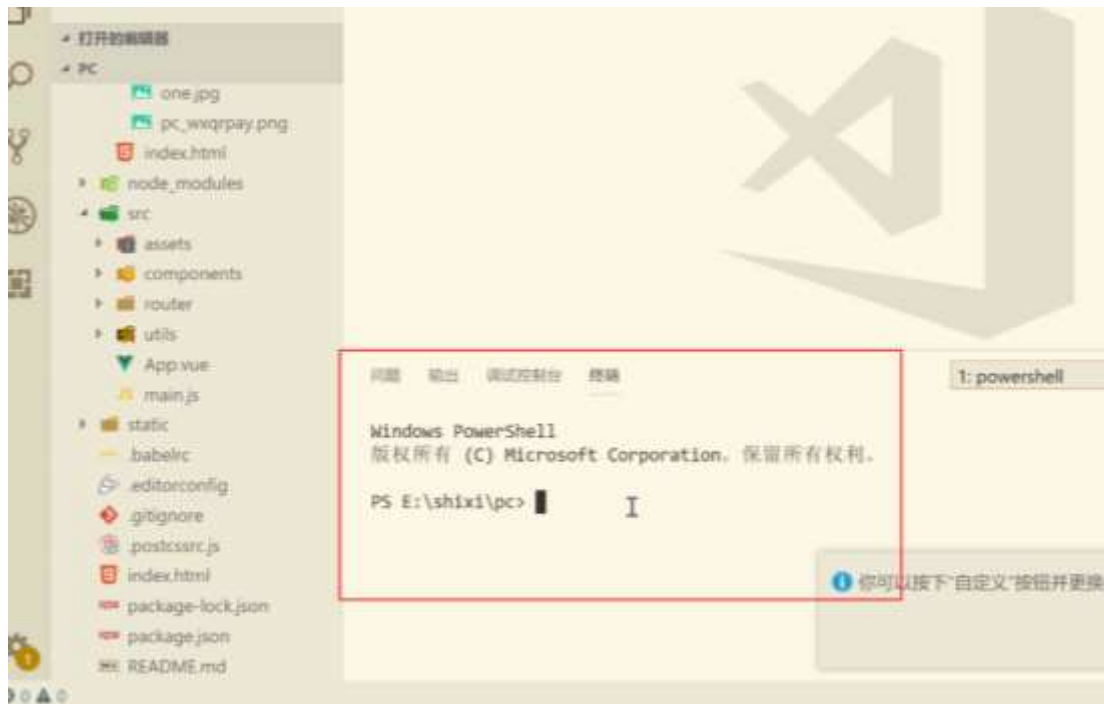 打开的编辑器
PC
one.jpg
pc_wxqrpay.png
index.html
node_modules
src
assets
components
router
utils
App.vue
main.js
static
.babelrc
.editorconfig
.gitignore
.postcssrc.js
index.html
package-lock.json
package.json
README.md
问题 输出 调试控制台 终端
1: powershell
Windows PowerShell
版权所有 (C) Microsoft Corporation。保留所有权利。
PS E:\shixi\pc>
你可以按下"自定义"按钮并更换
1
0 0